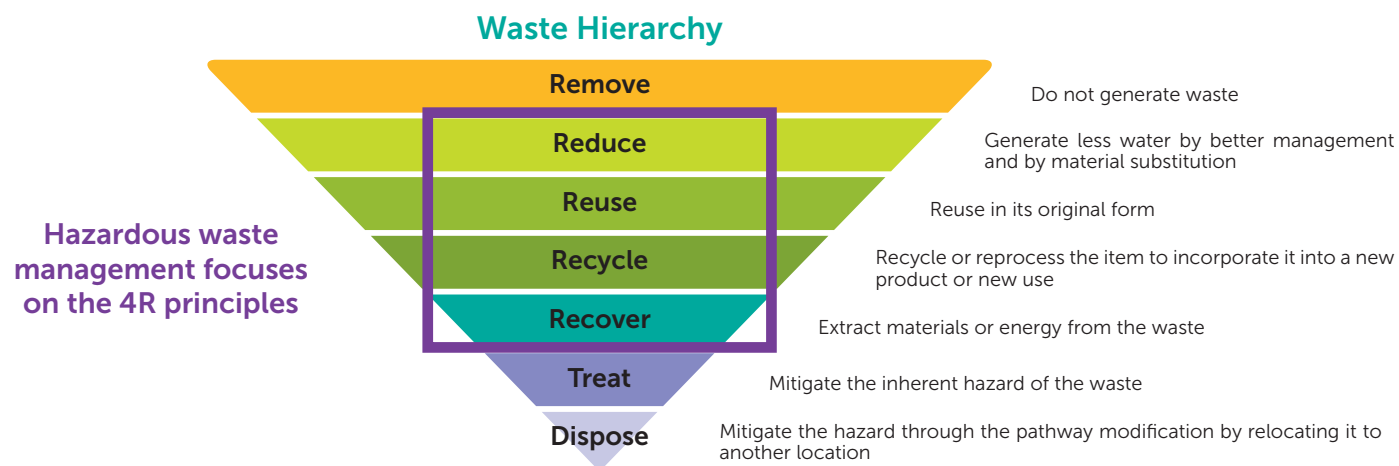 Waste Hierarchy
Remove
Do not generate waste
Reduce
Generate less water by better management
and by material substitution
Reuse
Reuse in its original form
Hazardous waste
management focuses
on the 4R principles
Recycle
Recycle or reprocess the item to incorporate it into a new
product or new use
Recover
Extract materials or energy from the waste
Treat
Mitigate the inherent hazard of the waste
Dispose
Mitigate the hazard through the pathway modification by relocating it to
another location